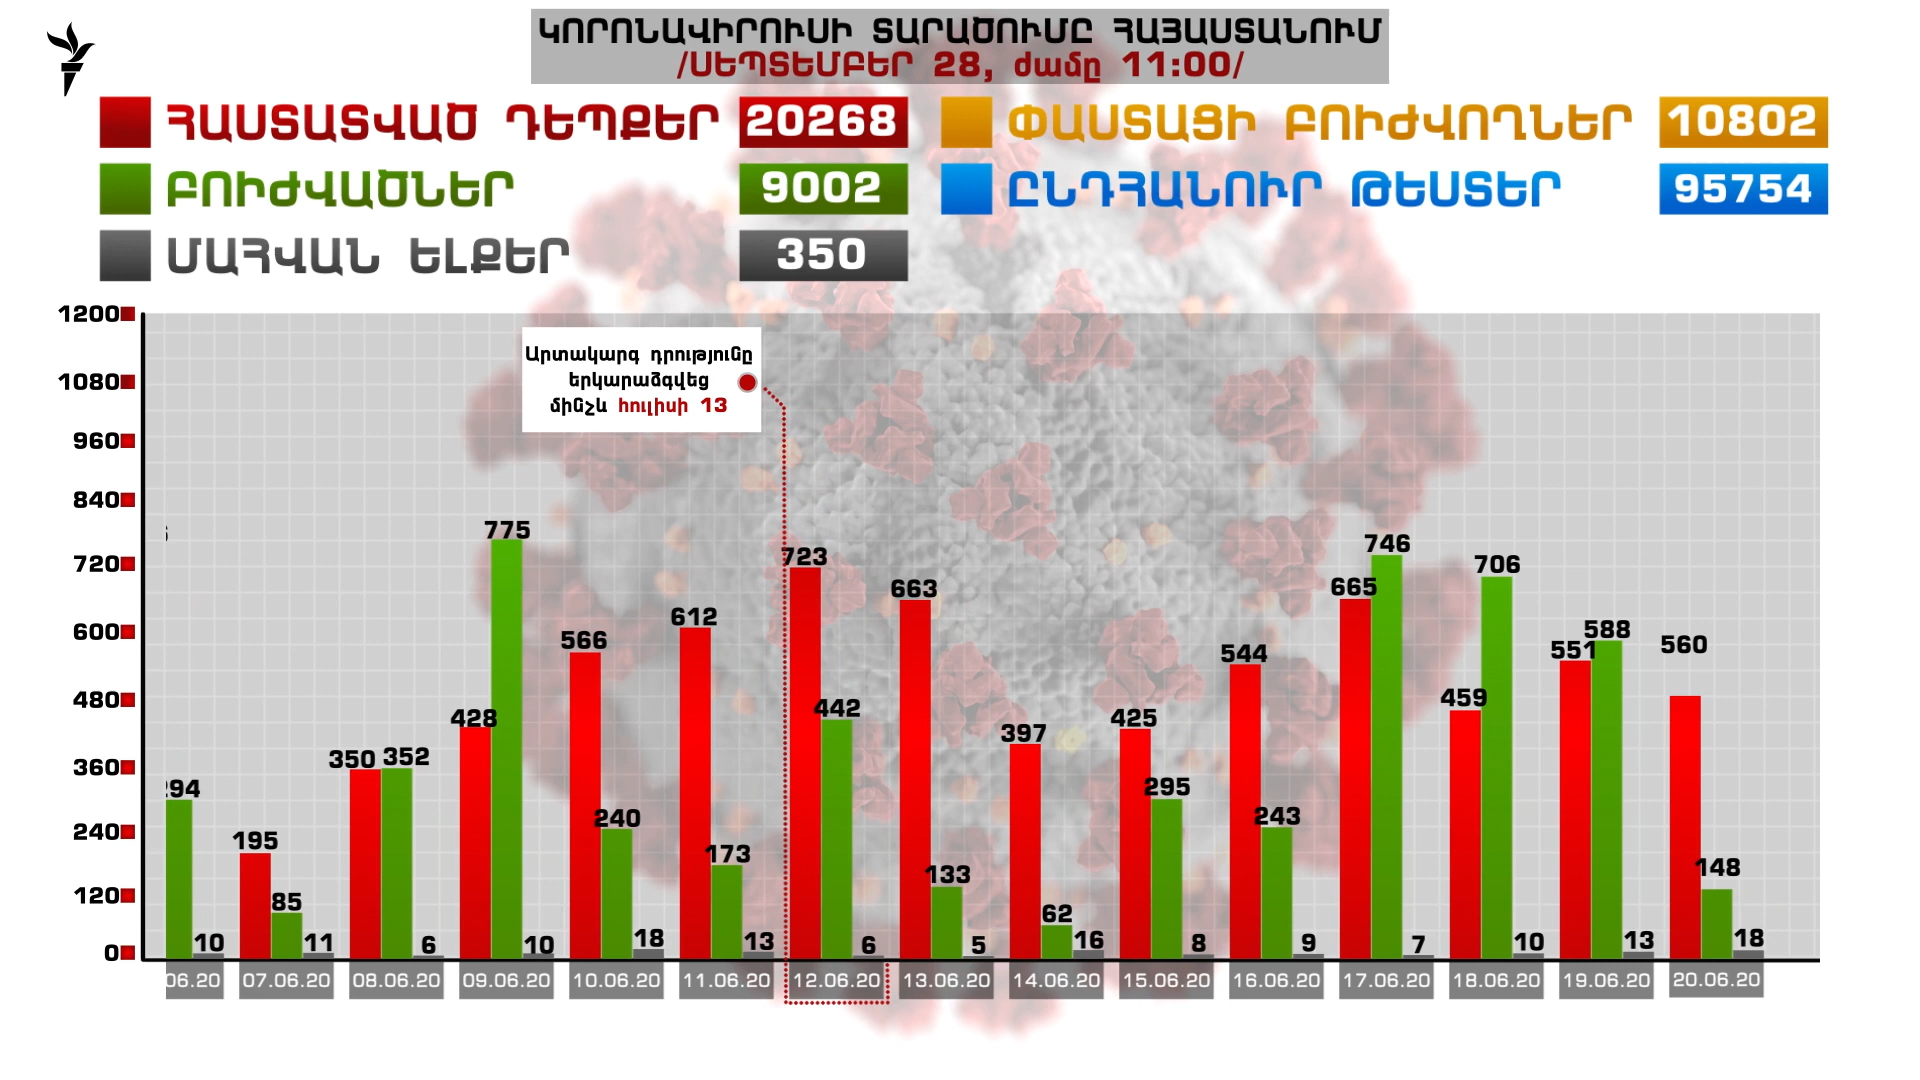 ԿՈՐՈՆԱՎԻՐՈՒՍԻ ՏԱՐԱԾՈՒՄԸ ՀԱՅԱՍՏԱՆՈՒՄ
/ՍԵՊՏԵՄԲԵՐ 28, ժամը 11:00/
ՀԱՍՏԱՏՎԱԾ ԴԵՊՔԵՐ 20268
ՓԱՍՏԱՑԻ ԲՈՒԺՎՈՂՆԵՐ 10802
ԲՈՒԺՎԱԾՆԵՐ 9002
ԸՆԴՀԱՆՈՒՐ ԹԵՍՏԵՐ 95754
ՄԱՀՎԱՆ ԵԼՔԵՐ 350
1200
1080
960
840
720
600
480
360
240
120
0
Արտակարգ դրությունը
երկարաձգվեց
մինչև հուլիսի 13
294 10
195 85 11
350 352 6
428 775 10
566 240 18
612 173 13
723 442 6
663 133 5
397 62 16
425 295 8
544 243 9
665 746 7
459 706 10
551 588 13
560 148 18
06.20 07.06.20 08.06.20 09.06.20 10.06.20 11.06.20 12.06.20 13.06.20 14.06.20 15.06.20 16.06.20 17.06.20 18.06.20 19.06.20 20.06.20